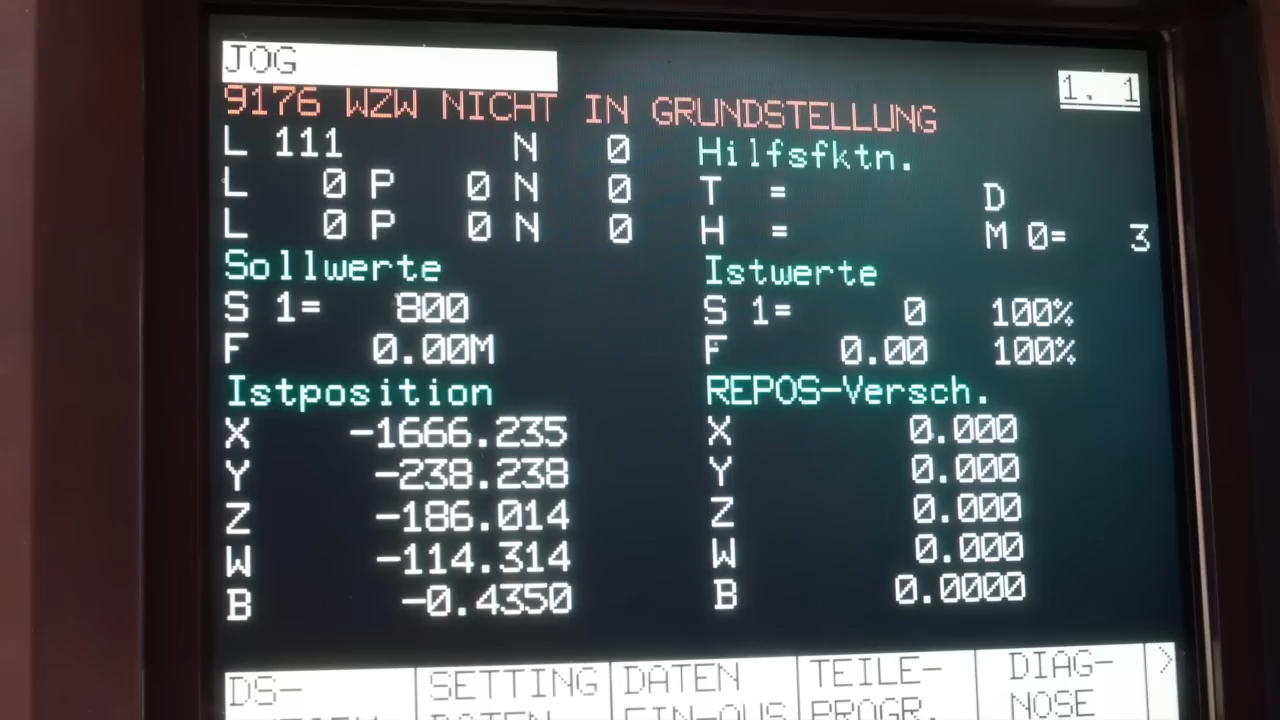 JOG
1. 1
9176 WZW NICHT IN GRUNDSTELLUNG
L 111 N 0 Hilfsfktn.
L 0 P 0 N 0 T = D
L 0 P 0 N 0 H = M 0= 3
Sollwerte Istwerte
S 1= 800 S 1= 0 100%
F 0.00M F 0.00 100%
Istposition REPOS-Versch.
X -1666.235 X 0.000
Y -238.238 Y 0.000
Z -186.014 Z 0.000
W -114.314 W 0.000
B -0.4350 B 0.0000
DS- SETTING DATEN TEILE- DIAG- >
DATEN EIN-AUS PROGR. NOSE